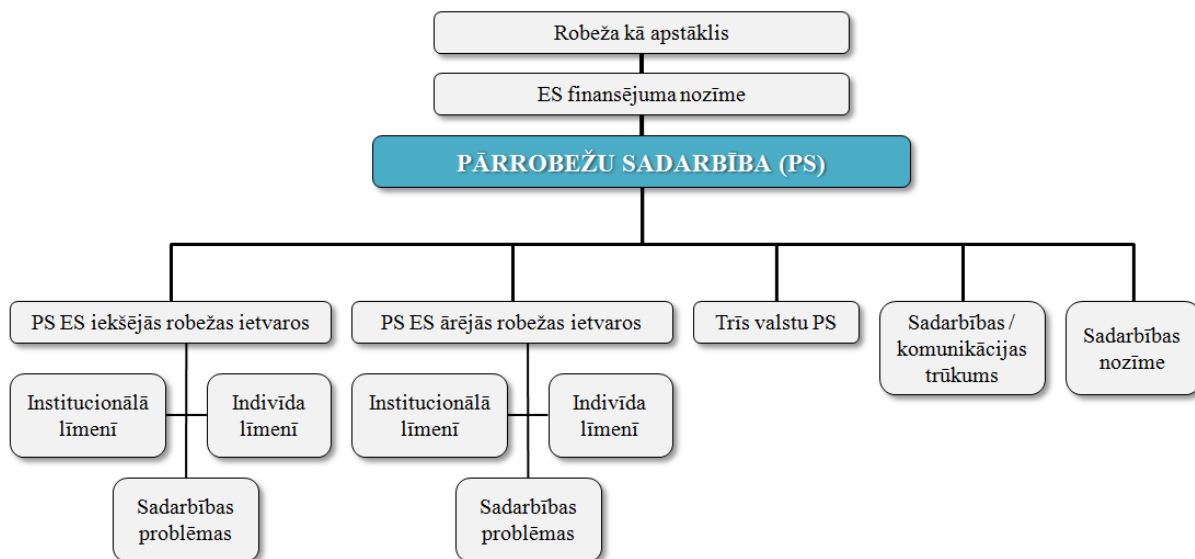 Robeža kā apstāklis
ES finansējuma nozīme
PĀRROBEŽU SADARBĪBA (PS)
PS ES iekšējās robežas ietvaros
PS ES ārējās robežas ietvaros
Trīs valstu PS
Sadarbības /
komunikācijas
trūkums
Sadarbības
nozīme
Institucionālā
līmenī
Indivīda
līmenī
Institucionālā
līmenī
Indivīda
līmenī
Sadarbības
problēmas
Sadarbības
problēmas